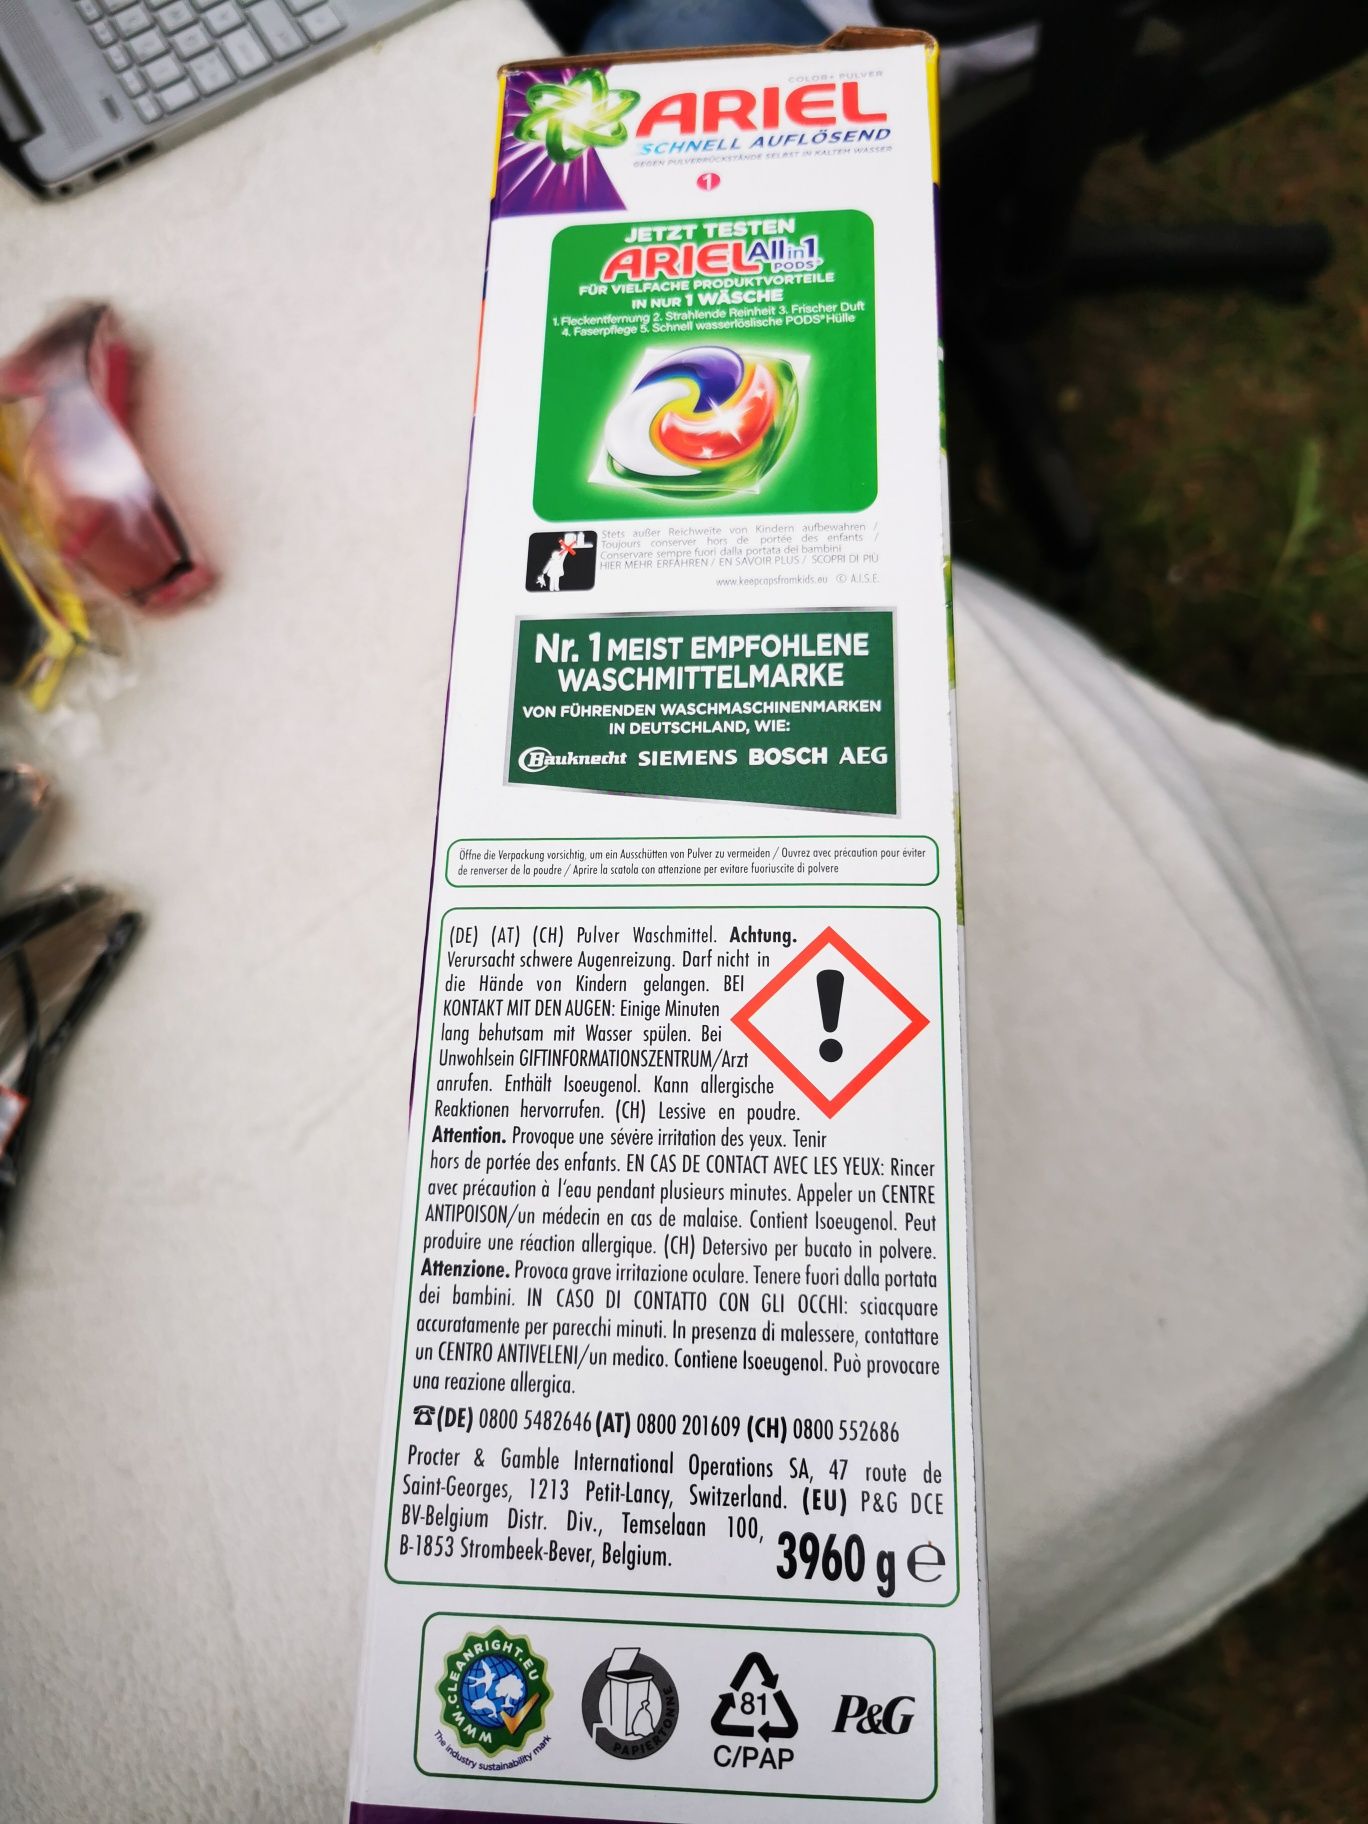 COLOR+ PULVER
ARIEL
SCHNELL AUFLÖSEND
GEGEN PULVERRÜCKSTÄNDE SELBST IN KALTEM WASSER
1
JETZT TESTEN
ARIEL All in 1
PODS®
FÜR VIELFACHE PRODUKTVORTEILE
IN NUR 1 WÄSCHE
1. Fleckentfernung 2. Strahlende Reinheit 3. Frischer Duft
4. Faserpflege 5. Schnell wasserlöslische PODS® Hülle
Stets außer Reichweite von Kindern aufbewahren /
Toujours conserver hors de portée des enfants /
Conservare sempre fuori dalla portata dei bambini
HIER MEHR ERFAHREN / EN SAVOIR PLUS / SCOPRI DI PIÙ
www.keepcapsfromkids.eu © A.I.S.E.
Nr. 1 MEIST EMPFOHLENE
WASCHMITTELMARKE
VON FÜHRENDEN WASCHMASCHINENMARKEN
IN DEUTSCHLAND, WIE:
Bauknecht SIEMENS BOSCH AEG
Öffne die Verpackung vorsichtig, um ein Ausschütten von Pulver zu vermeiden / Ouvrez avec précaution pour éviter
de renverser de la poudre / Aprire la scatola con attenzione per evitare fuoriuscite di polvere
(DE) (AT) (CH) Pulver Waschmittel. Achtung.
Verursacht schwere Augenreizung. Darf nicht in
die Hände von Kindern gelangen. BEI
KONTAKT MIT DEN AUGEN: Einige Minuten
lang behutsam mit Wasser spülen. Bei
Unwohlsein GIFTINFORMATIONSZENTRUM/Arzt
anrufen. Enthält Isoeugenol. Kann allergische
Reaktionen hervorrufen. (CH) Lessive en poudre.
Attention. Provoque une sévère irritation des yeux. Tenir
hors de portée des enfants. EN CAS DE CONTACT AVEC LES YEUX: Rincer
avec précaution à l'eau pendant plusieurs minutes. Appeler un CENTRE
ANTIPOISON/un médecin en cas de malaise. Contient Isoeugenol. Peut
produire une réaction allergique. (CH) Detersivo per bucato in polvere.
Attenzione. Provoca grave irritazione oculare. Tenere fuori dalla portata
dei bambini. IN CASO DI CONTATTO CON GLI OCCHI: sciacquare
accuratamente per parecchi minuti. In presenza di malessere, contattare
un CENTRO ANTIVELENI/un medico. Contiene Isoeugenol. Può provocare
una reazione allergica.
☎(DE) 0800 5482646 (AT) 0800 201609 (CH) 0800 552686
Procter & Gamble International Operations SA, 47 route de
Saint-Georges, 1213 Petit-Lancy, Switzerland. (EU) P&G DCE
BV-Belgium Distr. Div., Temselaan 100,
B-1853 Strombeek-Bever, Belgium.
3960 g ℮
WWW.CLEANRIGHT.EU
The industry sustainability mark
PAPIERTONNE
81
C/PAP
P&G